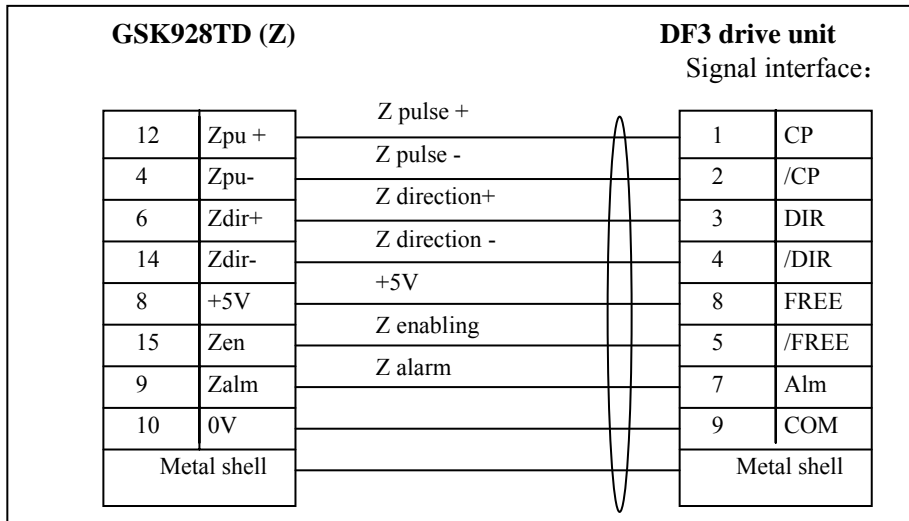 GSK928TD (Z) DF3 drive unit
Signal interface：
Z pulse +
12 Zpu + 1 CP
Z pulse -
4 Zpu- 2 /CP
Z direction+
6 Zdir+ 3 DIR
Z direction -
14 Zdir- 4 /DIR
+5V
8 +5V 8 FREE
Z enabling
15 Zen 5 /FREE
Z alarm
9 Zalm 7 Alm
10 0V 9 COM
Metal shell Metal shell